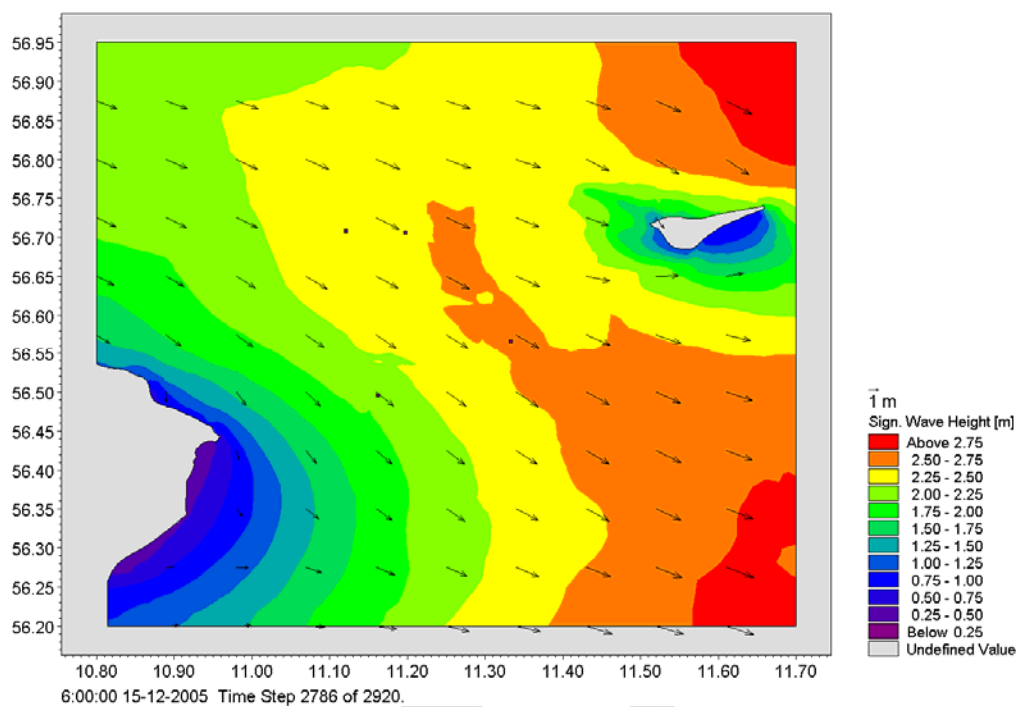 56.95
56.90
56.85
56.80
56.75
56.70
56.65
56.60
56.55
56.50
56.45
56.40
56.35
56.30
56.25
56.20
10.80 10.90 11.00 11.10 11.20 11.30 11.40 11.50 11.60 11.70
6:00:00 15-12-2005 Time Step 2786 of 2920.
1 m
Sign. Wave Height [m]
Above 2.75
2.50 - 2.75
2.25 - 2.50
2.00 - 2.25
1.75 - 2.00
1.50 - 1.75
1.25 - 1.50
1.00 - 1.25
0.75 - 1.00
0.50 - 0.75
0.25 - 0.50
Below 0.25
Undefined Value